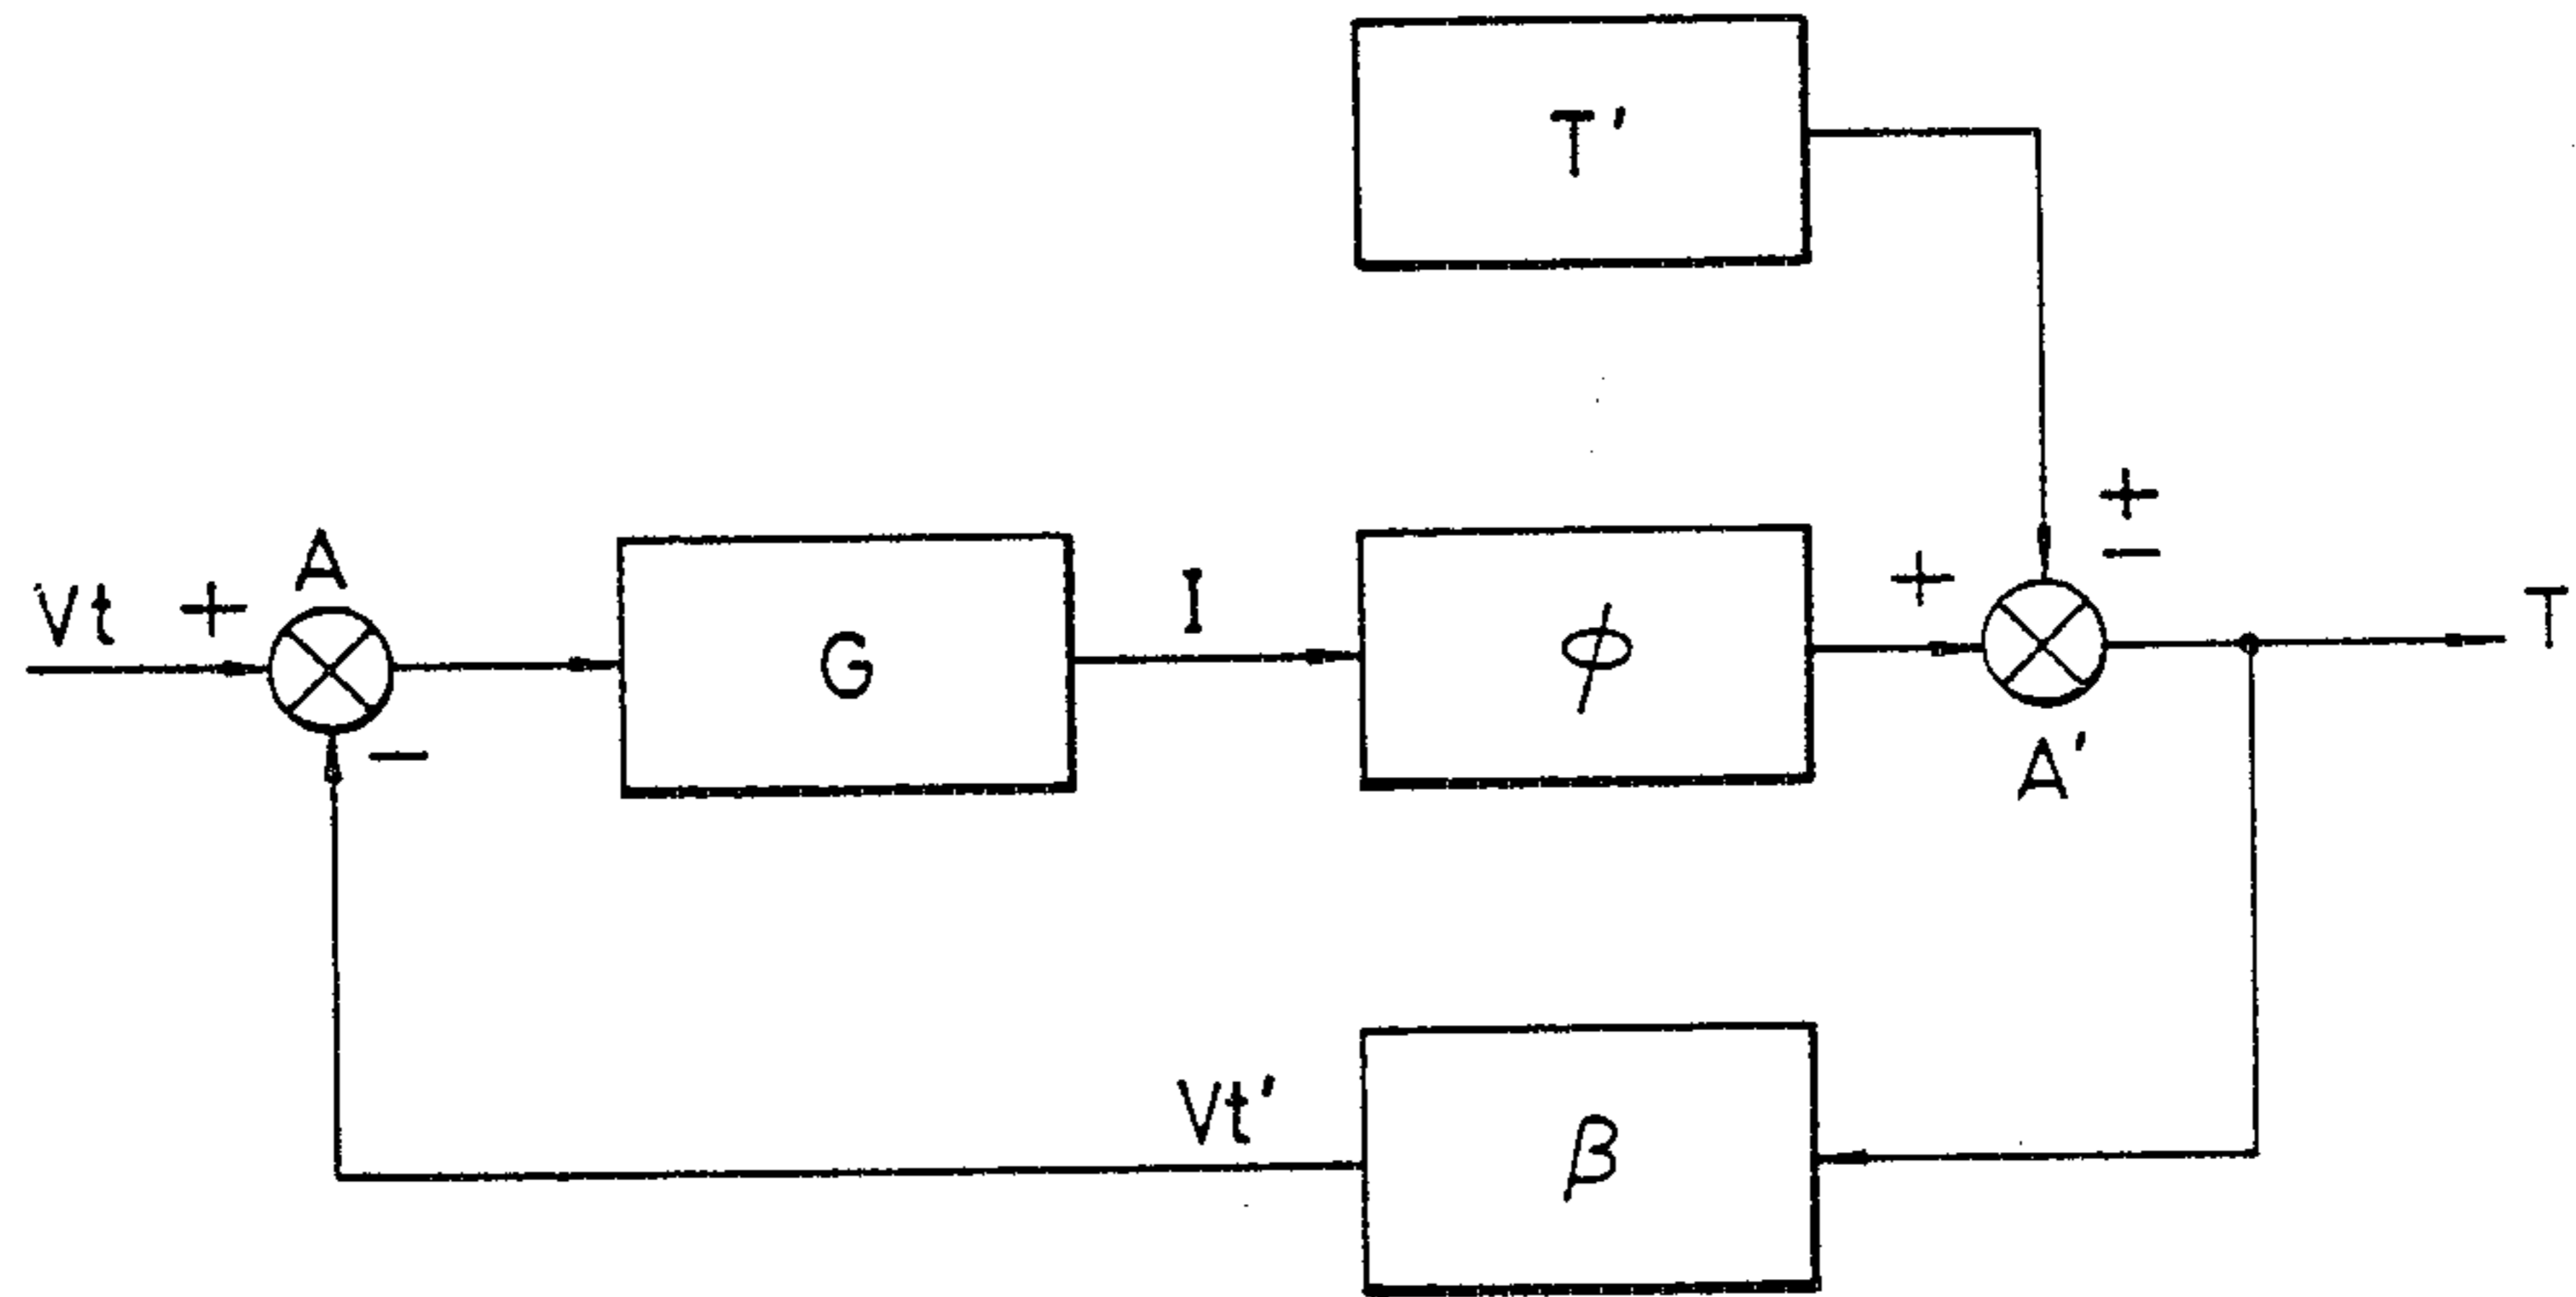 T'
+
−
A
Vt
+
G
I
φ
+
T
−
A'
Vt'
β